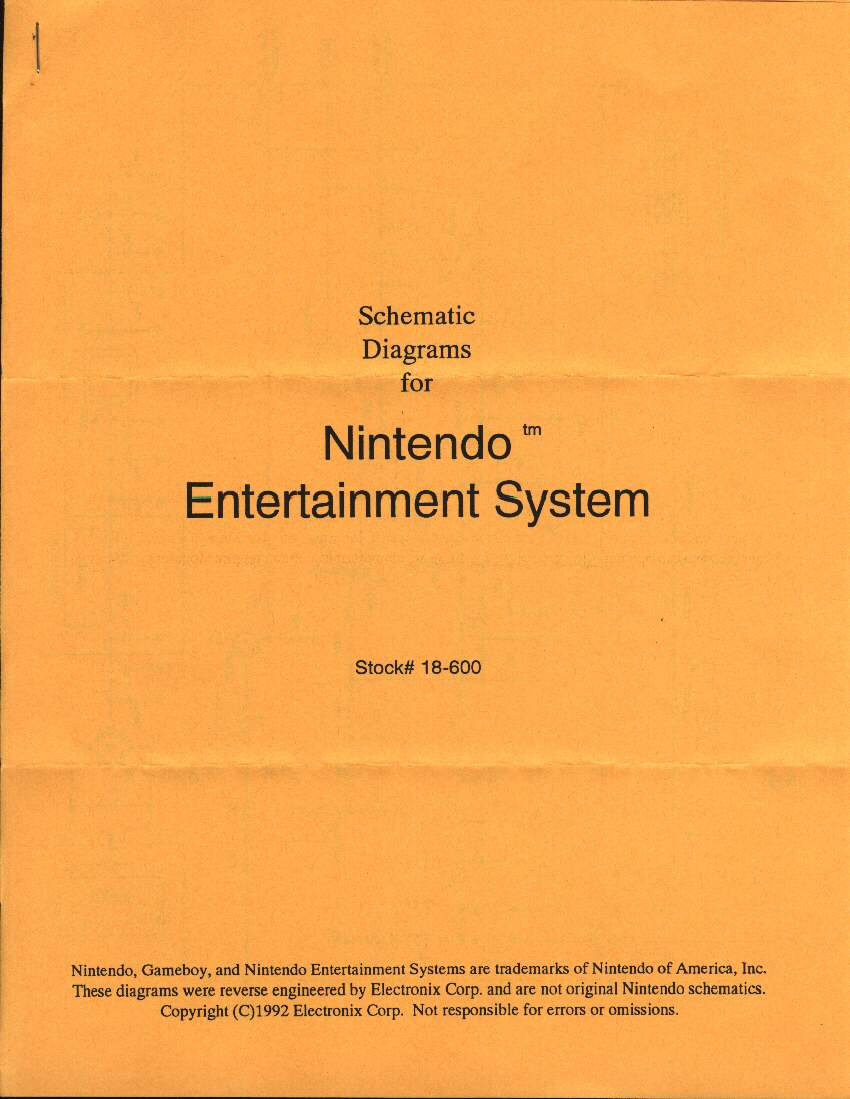 Schematic
Diagrams
for
Nintendo tm
Entertainment System
Stock# 18-600
Nintendo, Gameboy, and Nintendo Entertainment Systems are trademarks of Nintendo of America, Inc.
These diagrams were reverse engineered by Electronix Corp. and are not original Nintendo schematics.
Copyright (C)1992 Electronix Corp. Not responsible for errors or omissions.